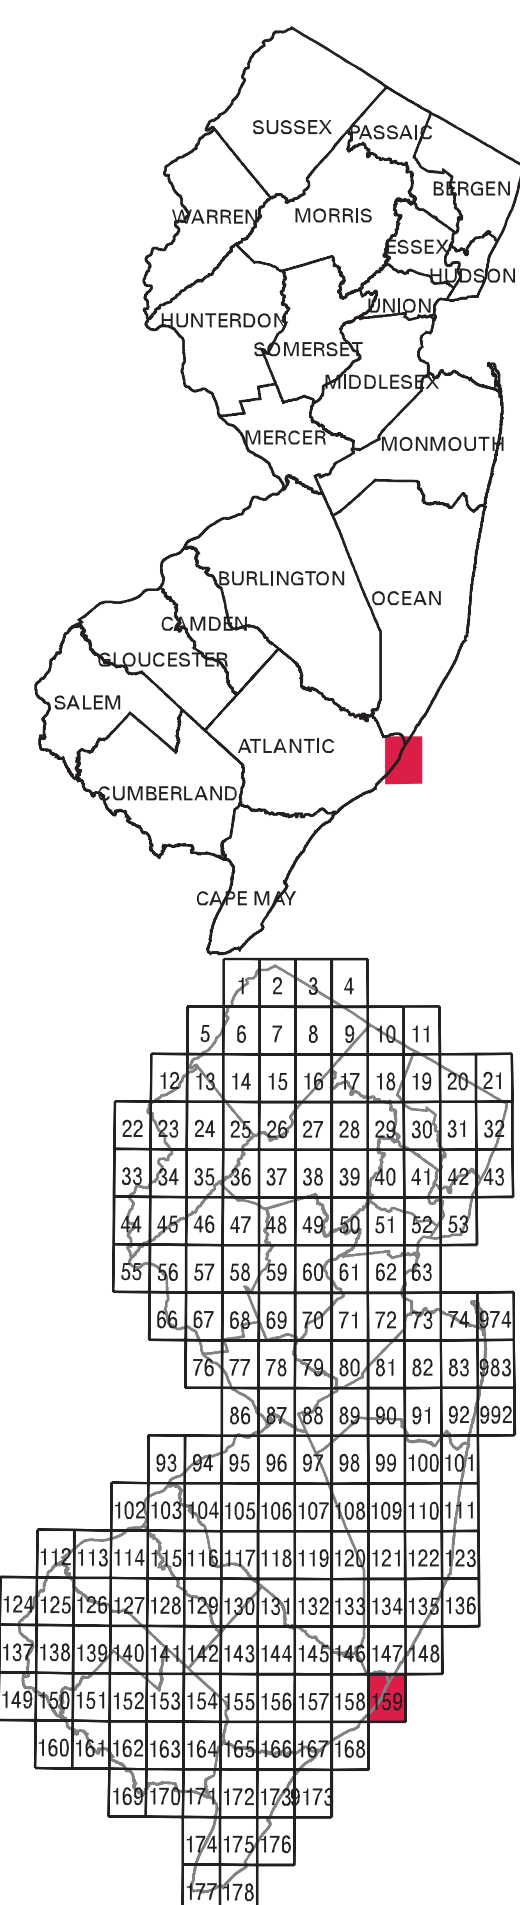 SUSSEX
PASSAIC
BERGEN
WARREN
MORRIS
ESSEX
HUDSON
UNION
HUNTERDON
SOMERSET
MIDDLESEX
MERCER
MONMOUTH
BURLINGTON
OCEAN
CAMDEN
GLOUCESTER
SALEM
ATLANTIC
CUMBERLAND
CAPE MAY
1 2 3 4
5 6 7 8 9 10 11
12 13 14 15 16 17 18 19 20 21
22 23 24 25 26 27 28 29 30 31 32
33 34 35 36 37 38 39 40 41 42 43
44 45 46 47 48 49 50 51 52 53
55 56 57 58 59 60 61 62 63
66 67 68 69 70 71 72 73 74 974
76 77 78 79 80 81 82 83 983
86 87 88 89 90 91 92 992
93 94 95 96 97 98 99 100 101
102 103 104 105 106 107 108 109 110 111
112 113 114 115 116 117 118 119 120 121 122 123
124 125 126 127 128 129 130 131 132 133 134 135 136
137 138 139 140 141 142 143 144 145 146 147 148
149 150 151 152 153 154 155 156 157 158 159
160 161 162 163 164 165 166 167 168
169 170 171 172 173 9173
174 175 176
177 178